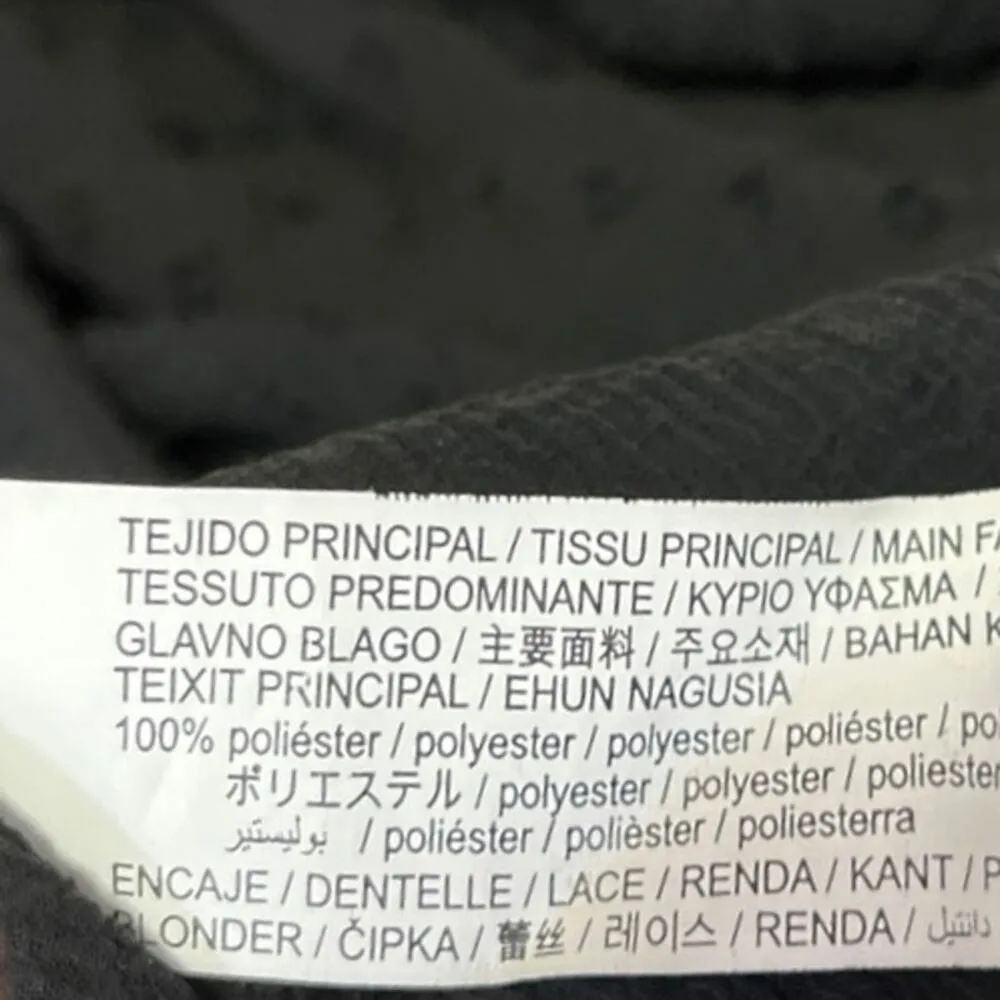 TEJIDO PRINCIPAL / TISSU PRINCIPAL / MAIN
TESSUTO PREDOMINANTE / ΚΥΡΙΟ ΥΦΑΣΜΑ /
GLAVNO BLAGO / 主要面料 / 주요소재 / BAHAN
TEIXIT PRINCIPAL / EHUN NAGUSIA
100% poliéster / polyester / polyester / poliéster /
ポリエステル / polyester / polyester / poliester
بوليستير / poliéster / polièster / poliesterra
ENCAJE / DENTELLE / LACE / RENDA / KANT /
BLONDER / ČIPKA / 蕾丝 / 레이스 / RENDA / دانتيل